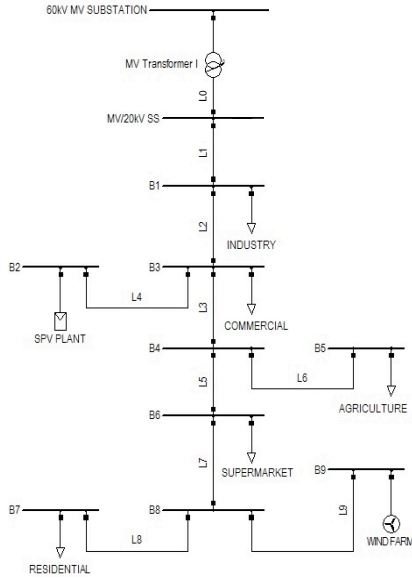 60kV MV SUBSTATION
MV Transformer I
L0
MV/20kV SS
L1
B1
L2
INDUSTRY
B2
B3
L4
L3
SPV PLANT
COMMERCIAL
B4
B5
L5
L6
AGRICULTURE
B6
L7
SUPERMARKET
B9
B7
B8
L9
L8
WIND FARM
RESIDENTIAL